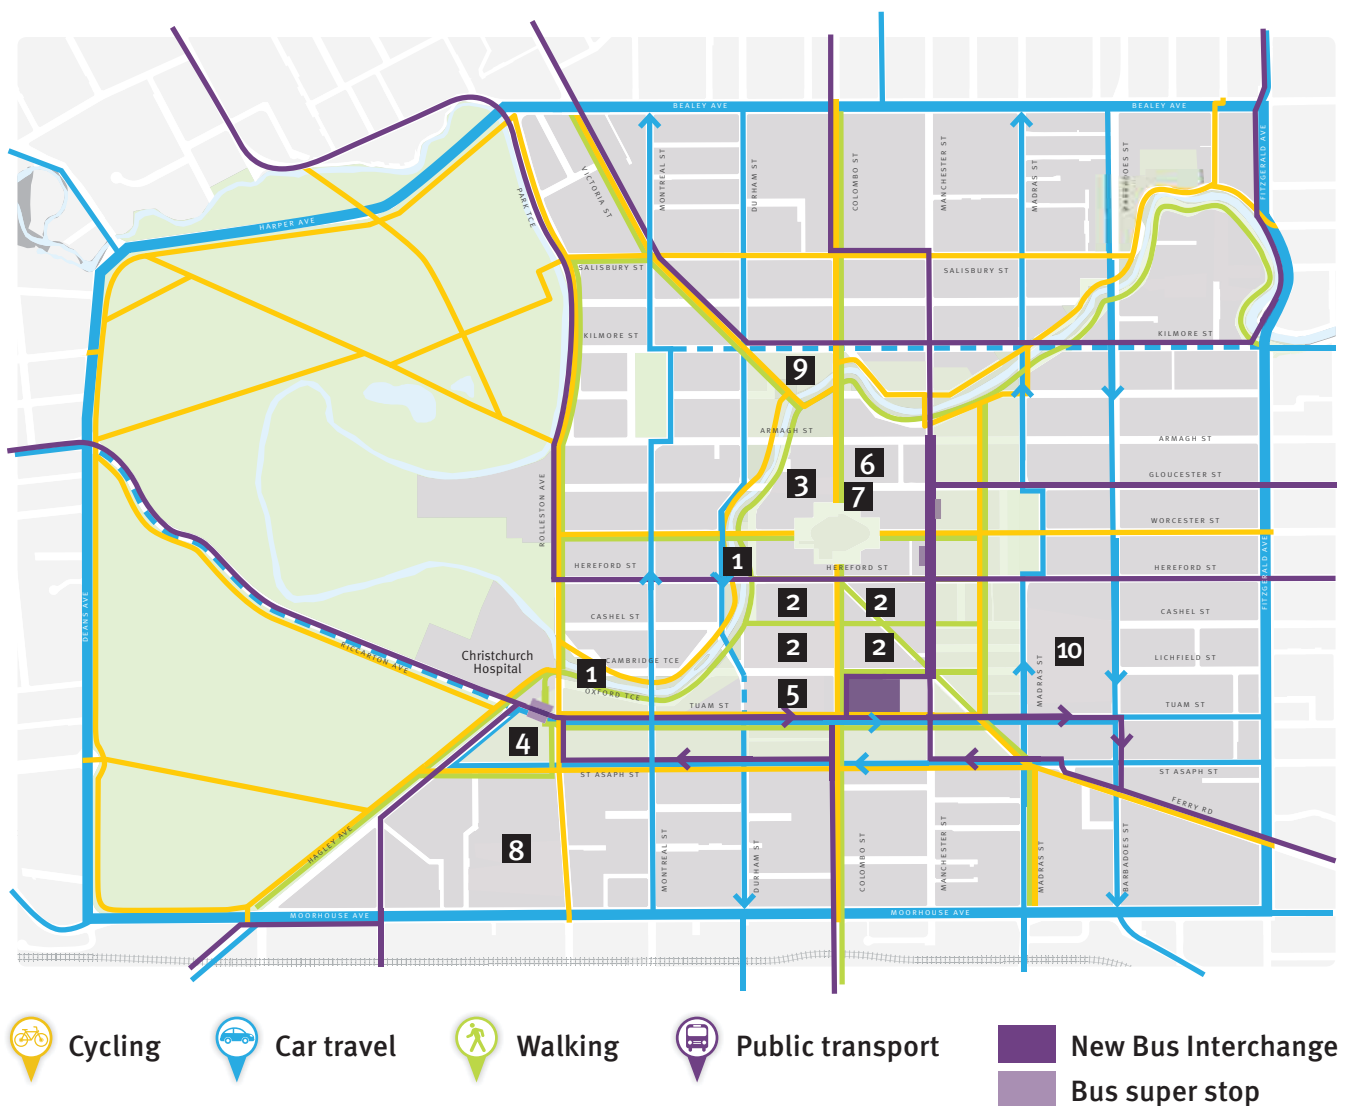 BEALEY AVE
BEALEY AVE
FITZGERALD AVE
HARPER AVE
PARK TCE
VICTORIA ST
MONTREAL ST
DURHAM ST
COLOMBO ST
MANCHESTER ST
MADRAS ST
BARBADOES ST
SALISBURY ST
SALISBURY ST
KILMORE ST
KILMORE ST
9
ARMAGH ST
ARMAGH ST
6
GLOUCESTER ST
3
7
ROLLESTON AVE
WORCESTER ST
1
HEREFORD ST
HEREFORD ST
HEREFORD ST
DEANS AVE
FITZGERALD AVE
2
2
CASHEL ST
CASHEL ST
RICCARTON AVE
Christchurch
Hospital
CAMBRIDGE TCE
2
2
10
LICHFIELD ST
1
OXFORD TCE
5
MADRAS ST
TUAM ST
TUAM ST
4
ST ASAPH ST
ST ASAPH ST
FERRY RD
HAGLEY AVE
8
MONTREAL ST
DURHAM ST
COLOMBO ST
MANCHESTER ST
MADRAS ST
BARBADOES ST
MOORHOUSE AVE
MOORHOUSE AVE
Cycling
Car travel
Walking
Public transport
New Bus Interchange
Bus super stop